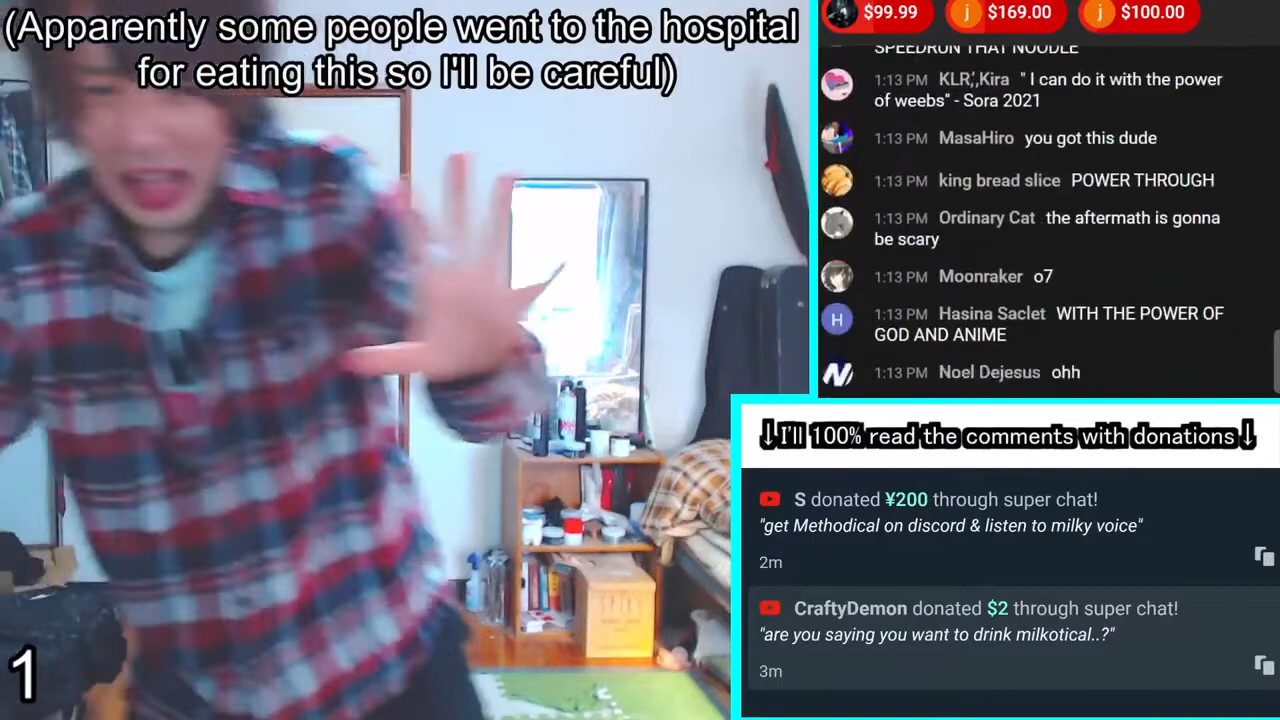 (Apparently some people went to the hospital
for eating this so I'll be careful)
1
$99.99
j $169.00
j $100.00
SPEEDRUN THAT NOODLE
1:13 PM KLR,',,Kira " I can do it with the power
of weebs" - Sora 2021
1:13 PM MasaHiro you got this dude
1:13 PM king bread slice POWER THROUGH
1:13 PM Ordinary Cat the aftermath is gonna
be scary
1:13 PM Moonraker o7
H 1:13 PM Hasina Saclet WITH THE POWER OF
GOD AND ANIME
1:13 PM Noel Dejesus ohh
↓I'll 100% read the comments with donations↓
S donated ¥200 through super chat!
"get Methodical on discord & listen to milky voice"
2m
CraftyDemon donated $2 through super chat!
"are you saying you want to drink milkotical..?"
3m